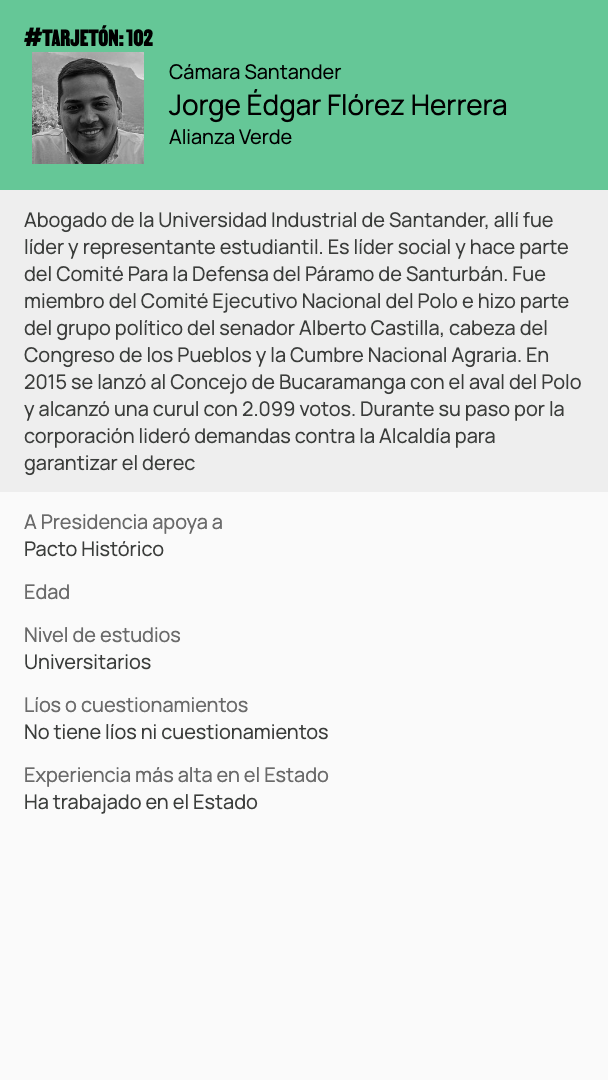 #TARJETÓN: 102
Cámara Santander
Jorge Édgar Flórez Herrera
Alianza Verde
Abogado de la Universidad Industrial de Santander, allí fue
líder y representante estudiantil. Es líder social y hace parte
del Comité Para la Defensa del Páramo de Santurbán. Fue
miembro del Comité Ejecutivo Nacional del Polo e hizo parte
del grupo político del senador Alberto Castilla, cabeza del
Congreso de los Pueblos y la Cumbre Nacional Agraria. En
2015 se lanzó al Concejo de Bucaramanga con el aval del Polo
y alcanzó una curul con 2.099 votos. Durante su paso por la
corporación lideró demandas contra la Alcaldía para
garantizar el derec
A Presidencia apoya a
Pacto Histórico
Edad
Nivel de estudios
Universitarios
Líos o cuestionamientos
No tiene líos ni cuestionamientos
Experiencia más alta en el Estado
Ha trabajado en el Estado